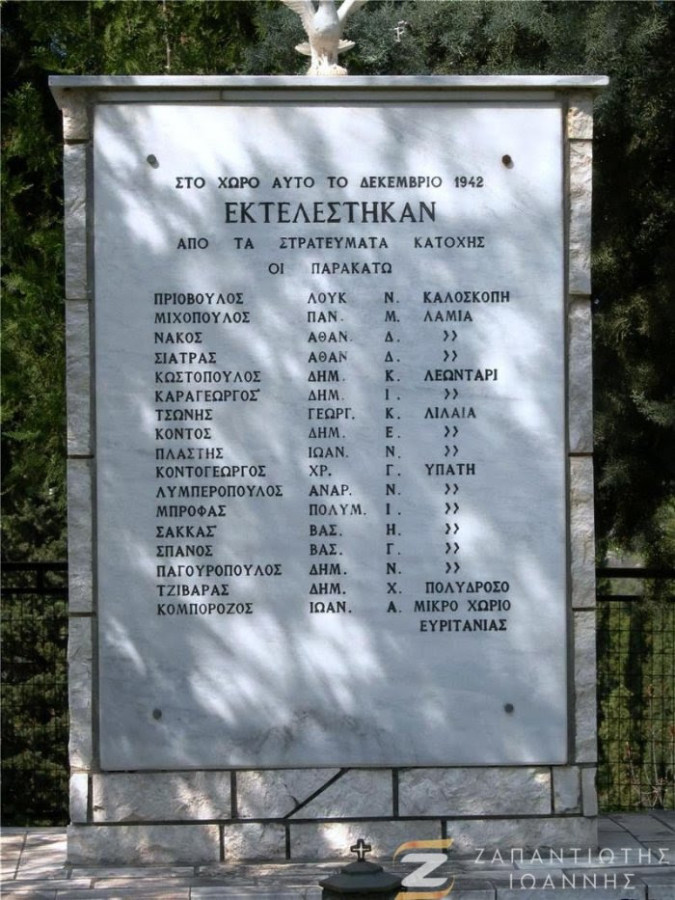 ΣΤΟ ΧΩΡΟ ΑΥΤΟ ΤΟ ΔΕΚΕΜΒΡΙΟ 1942
ΕΚΤΕΛΕΣΤΗΚΑΝ
ΑΠΟ ΤΑ ΣΤΡΑΤΕΥΜΑΤΑ ΚΑΤΟΧΗΣ
ΟΙ ΠΑΡΑΚΑΤΩ
ΠΡΙΟΒΟΥΛΟΣ ΛΟΥΚ Ν. ΚΑΛΟΣΚΟΠΗ
ΜΙΧΟΠΟΥΛΟΣ ΠΑΝ. Μ. ΛΑΜΙΑ
ΝΑΚΟΣ ΑΘΑΝ. Δ. >>
ΣΙΑΤΡΑΣ ΑΘΑΝ Δ. >>
ΚΩΣΤΟΠΟΥΛΟΣ ΔΗΜ. Κ. ΛΕΩΝΤΑΡΙ
ΚΑΡΑΓΕΩΡΓΟΣ ΔΗΜ. Ι. >>
ΤΣΩΝΗΣ ΓΕΩΡΓ. Κ. ΛΙΛΑΙΑ
ΚΟΝΤΟΣ ΔΗΜ. Ε. >>
ΠΛΑΣΤΗΣ ΙΩΑΝ. Ν. >>
ΚΟΝΤΟΓΕΩΡΓΟΣ ΧΡ. Γ. ΥΠΑΤΗ
ΛΥΜΠΕΡΟΠΟΥΛΟΣ ΑΝΑΡ. Ν. >>
ΜΠΡΟΦΑΣ ΠΟΛΥΜ. Ι. >>
ΣΑΚΚΑΣ ΒΑΣ. Η. >>
ΣΠΑΝΟΣ ΒΑΣ. Γ. >>
ΠΑΓΟΥΡΟΠΟΥΛΟΣ ΔΗΜ. Ν. >>
ΤΖΙΒΑΡΑΣ ΔΗΜ. Χ. ΠΟΛΥΔΡΟΣΟ
ΚΟΜΠΟΡΟΖΟΣ ΙΩΑΝ. Α. ΜΙΚΡΟ ΧΩΡΙΟ
ΕΥΡΙΤΑΝΙΑΣ
ΖΑΠΑΝΤΙΩΤΗΣ
ΙΩΑΝΝΗΣ